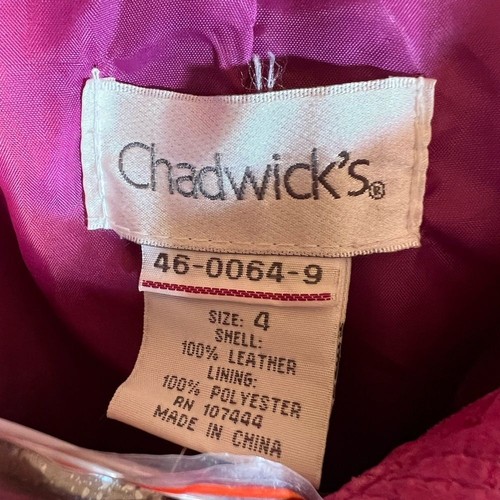 Chadwick's®
46-0064-9
SIZE: 4
SHELL:
100% LEATHER
LINING:
100% POLYESTER
RN 107444
MADE IN CHINA